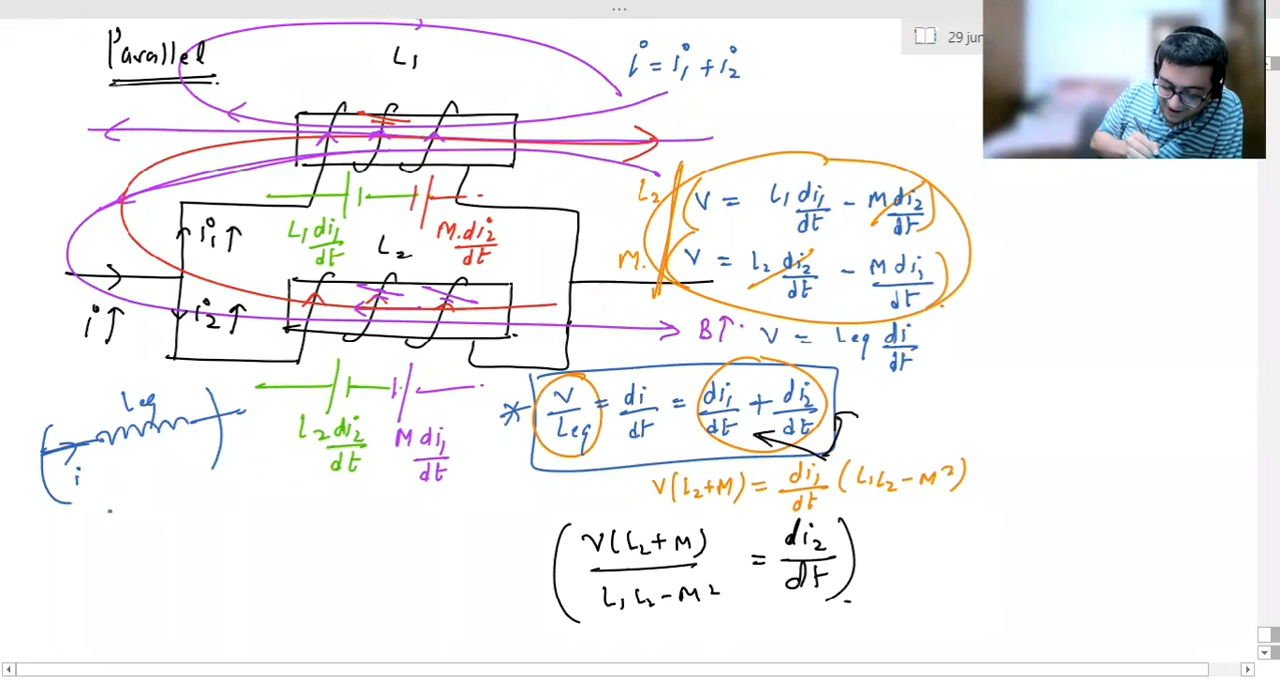 Parallel
L₁
i = i₁ + i₂
29 jun
L₂
V = L₁ di₁/dt − M di₂/dt
i₁↑
L₁ di₁/dt
L₂
M. di₂/dt
M.
V = L₂ di₂/dt − M di₁/dt
i↑
i₂↑
B↑.
V = Leq di/dt
Leq
i
L₂ di₂/dt
M di₁/dt
* V/Leq = di/dt = di₁/dt + di₂/dt
V(L₂+M) = di₁/dt (L₁L₂ − M²)
( V(L₂+M)/L₁L₂ − M² = di₂/dt )